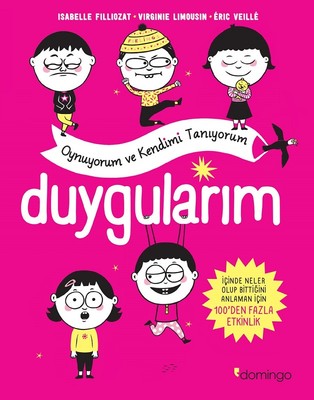 ISABELLE FILLIOZAT • VIRGINIE LIMOUSIN • ÉRIC VEILLÉ
Oynuyorum ve Kendimi Tanıyorum
duygularım
İÇİNDE NELER
OLUP BİTTİĞİNİ
ANLAMAN İÇİN
100'DEN FAZLA
ETKİNLİK
domingo